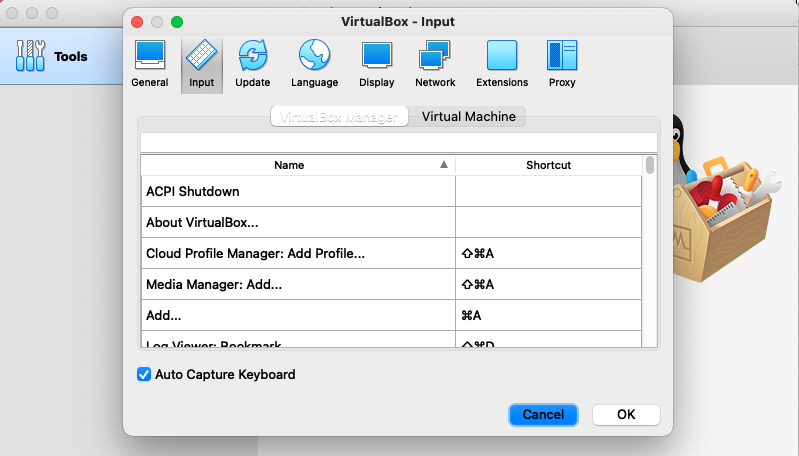 VirtualBox - Input
Tools
General Input Update Language Display Network Extensions Proxy
VirtualBox Manager Virtual Machine
Name Shortcut
ACPI Shutdown
About VirtualBox...
Cloud Profile Manager: Add Profile... ⇧⌘A
Media Manager: Add... ⇧⌘A
Add... ⌘A
Log Viewer: Bookmark ⇧⌘D
Auto Capture Keyboard
Cancel OK